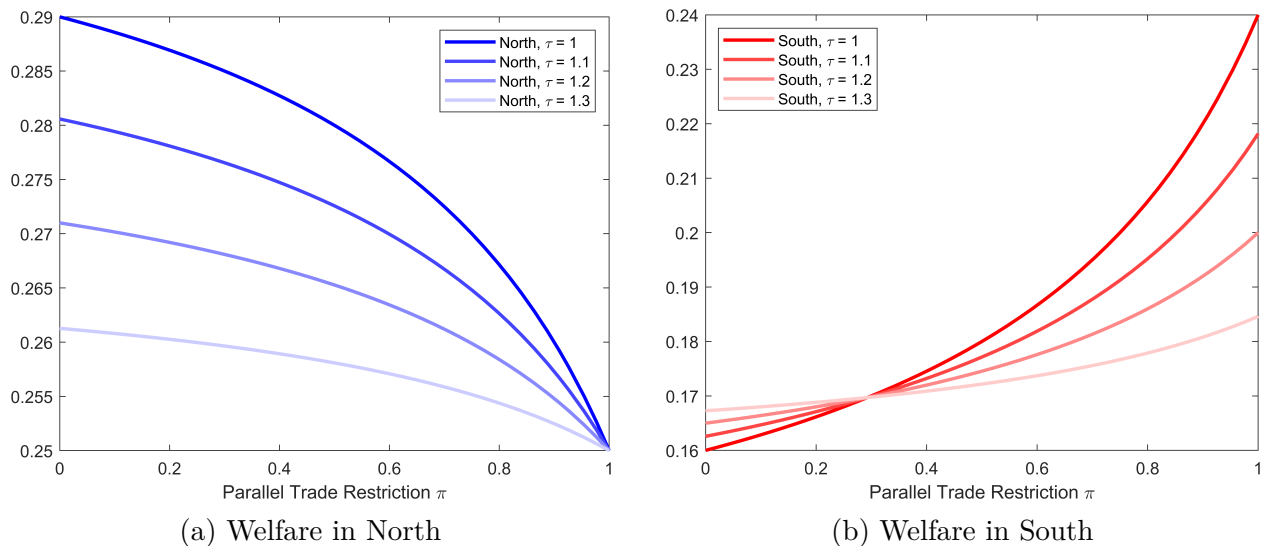 0.29
0.285
0.28
0.275
0.27
0.265
0.26
0.255
0.25
0
0.2
0.4
0.6
0.8
1
North, τ = 1
North, τ = 1.1
North, τ = 1.2
North, τ = 1.3
Parallel Trade Restriction π
(a) Welfare in North
0.24
0.23
0.22
0.21
0.2
0.19
0.18
0.17
0.16
0
0.2
0.4
0.6
0.8
1
South, τ = 1
South, τ = 1.1
South, τ = 1.2
South, τ = 1.3
Parallel Trade Restriction π
(b) Welfare in South